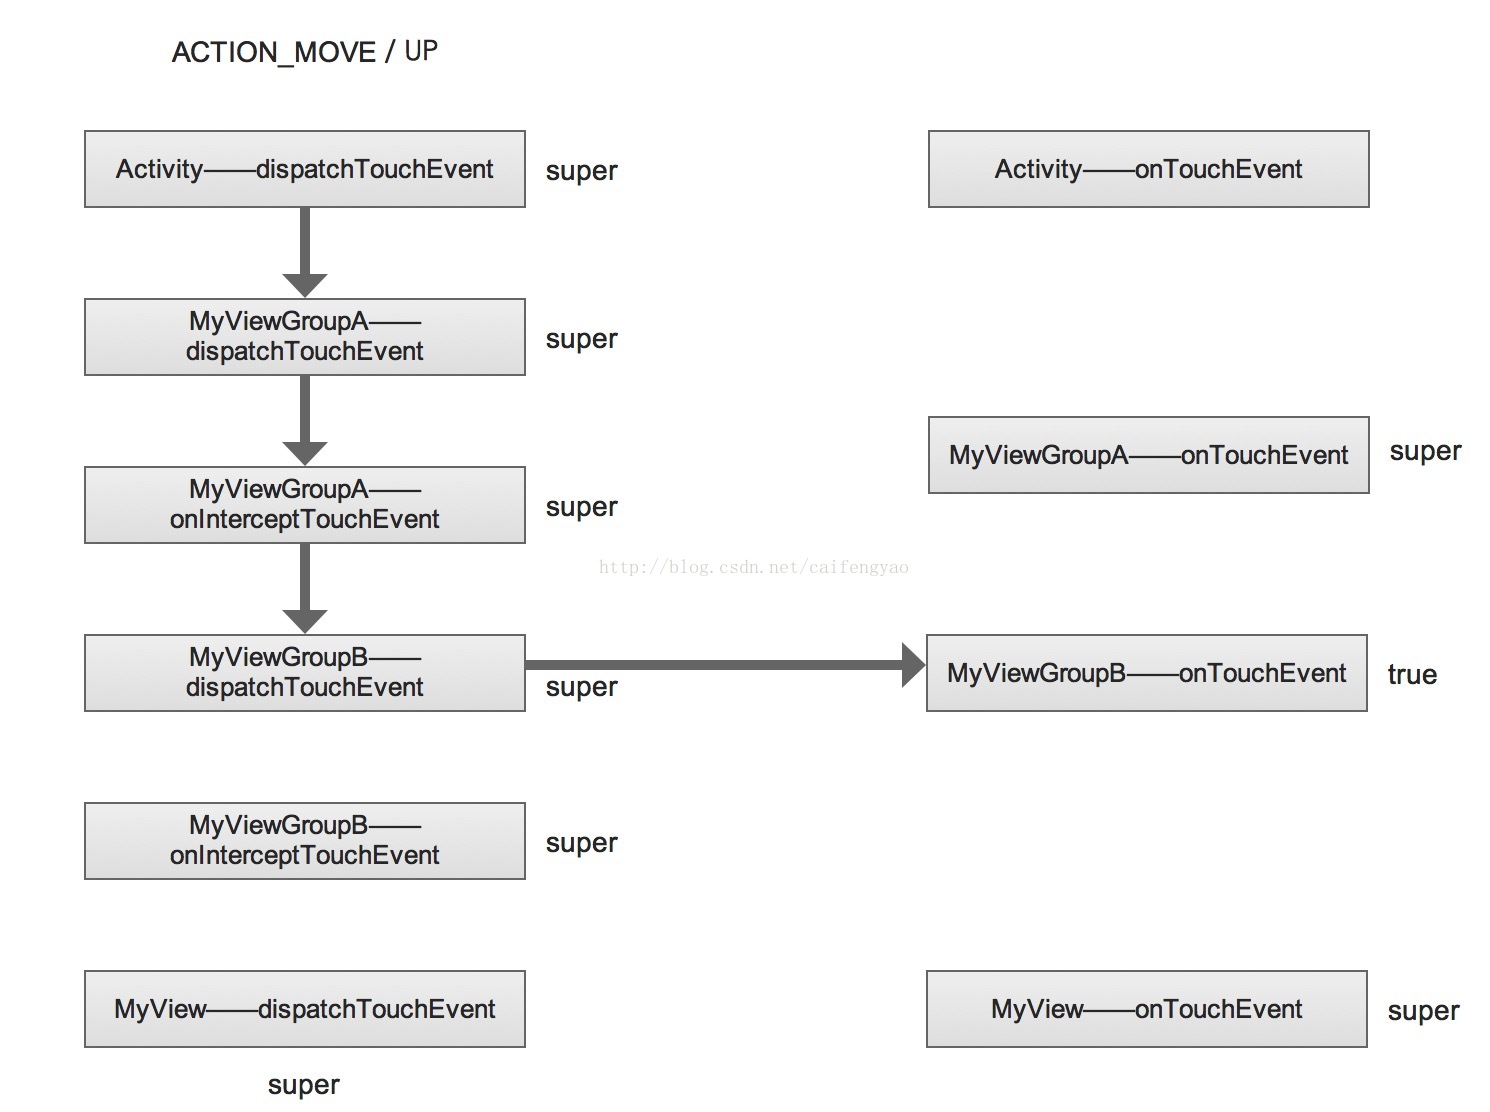 ACTION_MOVE / UP
Activity——dispatchTouchEvent
super
Activity——onTouchEvent
MyViewGroupA——
dispatchTouchEvent
super
MyViewGroupA——onTouchEvent
super
MyViewGroupA——
onInterceptTouchEvent
super
http://blog.csdn.net/caifengyao
MyViewGroupB——
dispatchTouchEvent
super
MyViewGroupB——onTouchEvent
true
MyViewGroupB——
onInterceptTouchEvent
super
MyView——dispatchTouchEvent
super
MyView——onTouchEvent
super